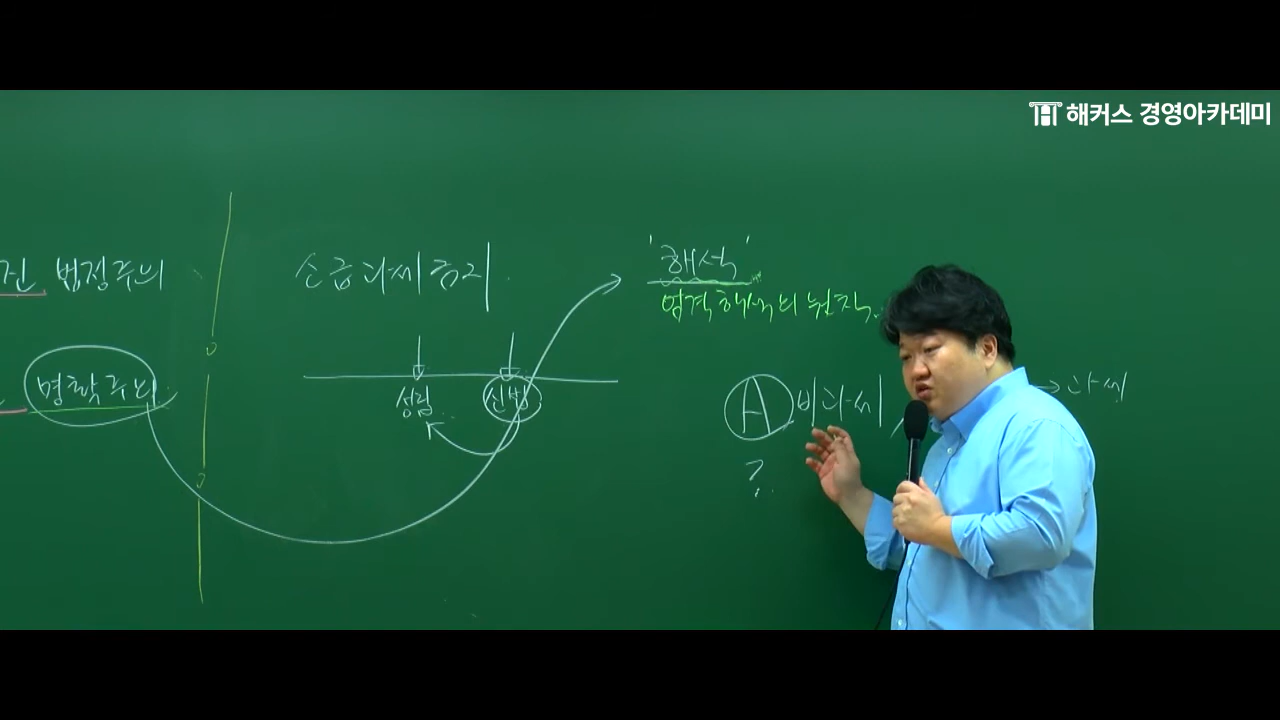 해커스 경영아카데미
건 법정주의
명확주의
소급과세금지.
성립
신법
'해석'
엄격해석의 원칙.
A 비과세
→ 과세
?